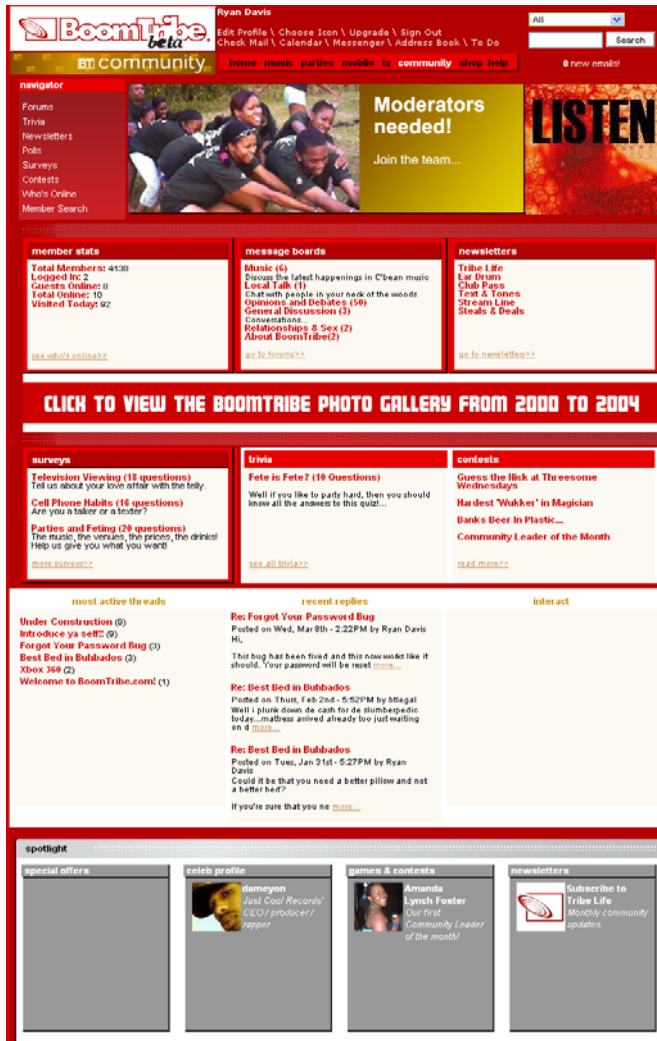 BoomTribe.
beta
BT community
Ryan Davis
Edit Profile \ Choose Icon \ Upgrade \ Sign Out
Check Mail \ Calendar \ Messenger \ Address Book \ To Do
All
Search
home music parties mobile tv community shop help
0 new emails!
navigator
Forums
Trivia
Newsletters
Polls
Surveys
Contests
Who's Online
Member Search
Moderators
needed!
Join the team...
LISTEN
member stats
Total Members: 4138
Logged In: 2
Guests Online: 8
Total Online: 10
Visited Today: 92
see who's online>>
message boards
Music (6)
Discuss the latest happenings in C'bean music
Local Talk (1)
Chat with people in your neck of the woods
Opinions and Debates (50)
General Discussion (3)
Conversations...
Relationships & Sex (2)
About BoomTribe(2)
go to forums>>
newsletters
Tribe Life
Ear Drum
Club Pass
Text & Tones
Stream Line
Steals & Deals
go to newsletters>>
CLICK TO VIEW THE BOOMTRIBE PHOTO GALLERY FROM 2000 TO 2004
surveys
Television Viewing (18 questions)
Tell us about your love affair with the telly.
Cell Phone Habits (16 questions)
Are you a talker or a texter?
Parties and Feting (20 questions)
The music, the venues, the prices, the drinks!
Help us give you what you want!
more surveys>>
trivia
Fete is Fete? (10 Questions)
Well if you like to party hard, then you should
know all the answers to this quiz!...
see all trivia>>
contests
Guess the Nick at Threesome
Wednesdays
Hardest 'Wukker' in Magician
Banks Beer In Plastic...
Community Leader of the Month
read more>>
most active threads
Under Construction (9)
Introduce ya self!! (9)
Forgot Your Password Bug (3)
Best Bed in Buhbados (3)
Xbox 360 (2)
Welcome to BoomTribe.com! (1)
recent replies
Re: Forgot Your Password Bug
Posted on Wed, Mar 8th - 2:22PM by Ryan Davis
Hi,
This bug has been fixed and this now works like it
should. Your password will be reset more...
Re: Best Bed in Buhbados
Posted on Thurs, Feb 2nd - 5:52PM by btlegal
Well i plunk down de cash for de slumberpedic
today...mattress arrived already too just waiting
on d more...
Re: Best Bed in Buhbados
Posted on Tues, Jan 31st - 5:27PM by Ryan
Davis
Could it be that you need a better pillow and not
a better bed?
If you're sure that you ne more...
interact
spotlight
special offers
celeb profile
dameyon
Just Cool Records'
CEO / producer /
rapper
games & contests
Amanda
Lynch Foster
Our first
Community Leader
of the month!
newsletters
Subscribe to
Tribe Life
Monthly community
updates